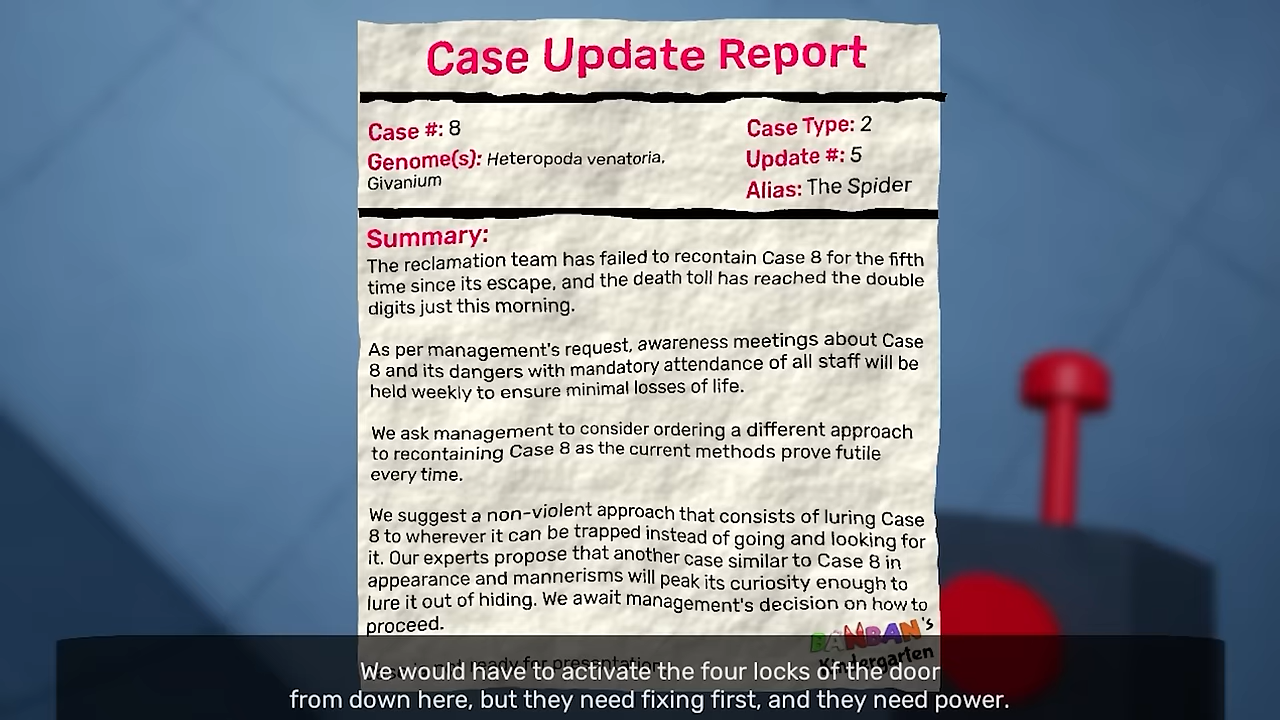 Case Update Report
Case #: 8
Genome(s): Heteropoda venatoria,
Givanium
Case Type: 2
Update #: 5
Alias: The Spider
Summary:
The reclamation team has failed to recontain Case 8 for the fifth
time since its escape, and the death toll has reached the double
digits just this morning.
As per management's request, awareness meetings about Case
8 and its dangers with mandatory attendance of all staff will be
held weekly to ensure minimal losses of life.
We ask management to consider ordering a different approach
to recontaining Case 8 as the current methods prove futile
every time.
We suggest a non-violent approach that consists of luring Case
8 to wherever it can be trapped instead of going and looking for
it. Our experts propose that another case similar to Case 8 in
appearance and mannerisms will peak its curiosity enough to
lure it out of hiding. We await management's decision on how to
proceed.
BANBAN's
Kindergarten
ready for presentation
We would have to activate the four locks of the door
from down here, but they need fixing first, and they need power.